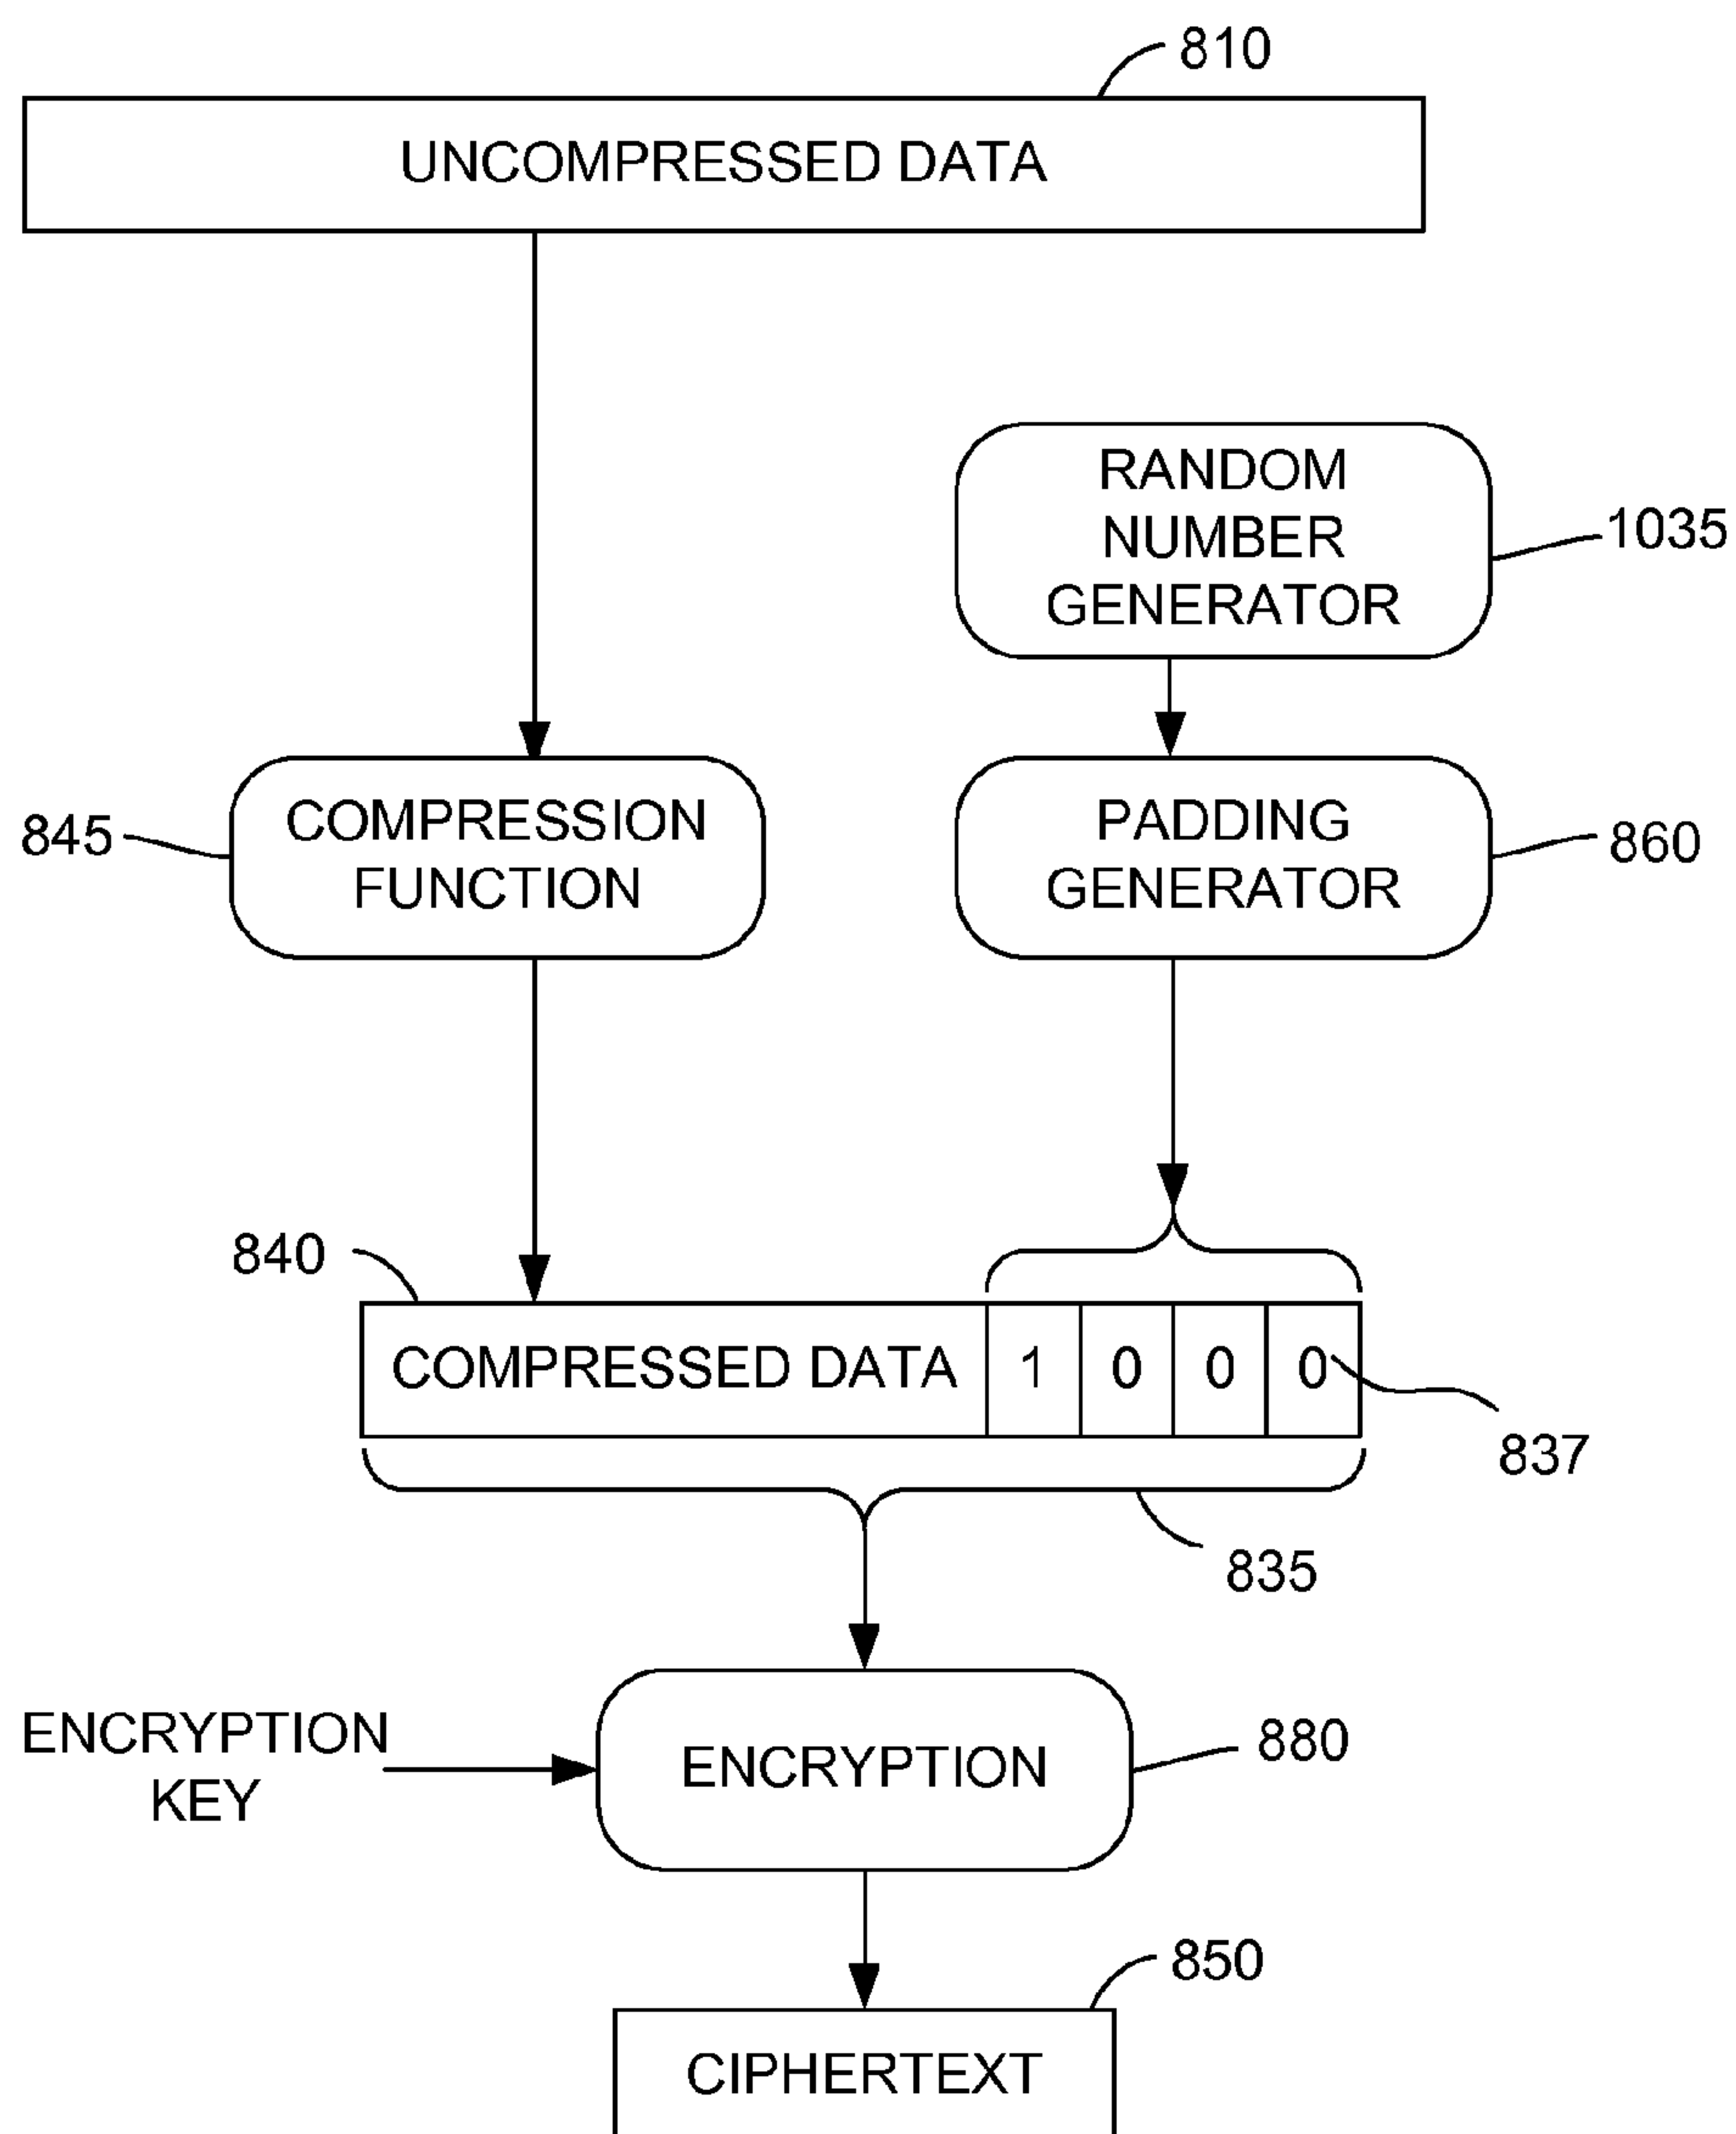 810
UNCOMPRESSED DATA
RANDOM
NUMBER
GENERATOR
1035
COMPRESSION
FUNCTION
845
PADDING
GENERATOR
860
840
COMPRESSED DATA 1 0 0 0
837
835
ENCRYPTION
KEY
ENCRYPTION
880
850
CIPHERTEXT